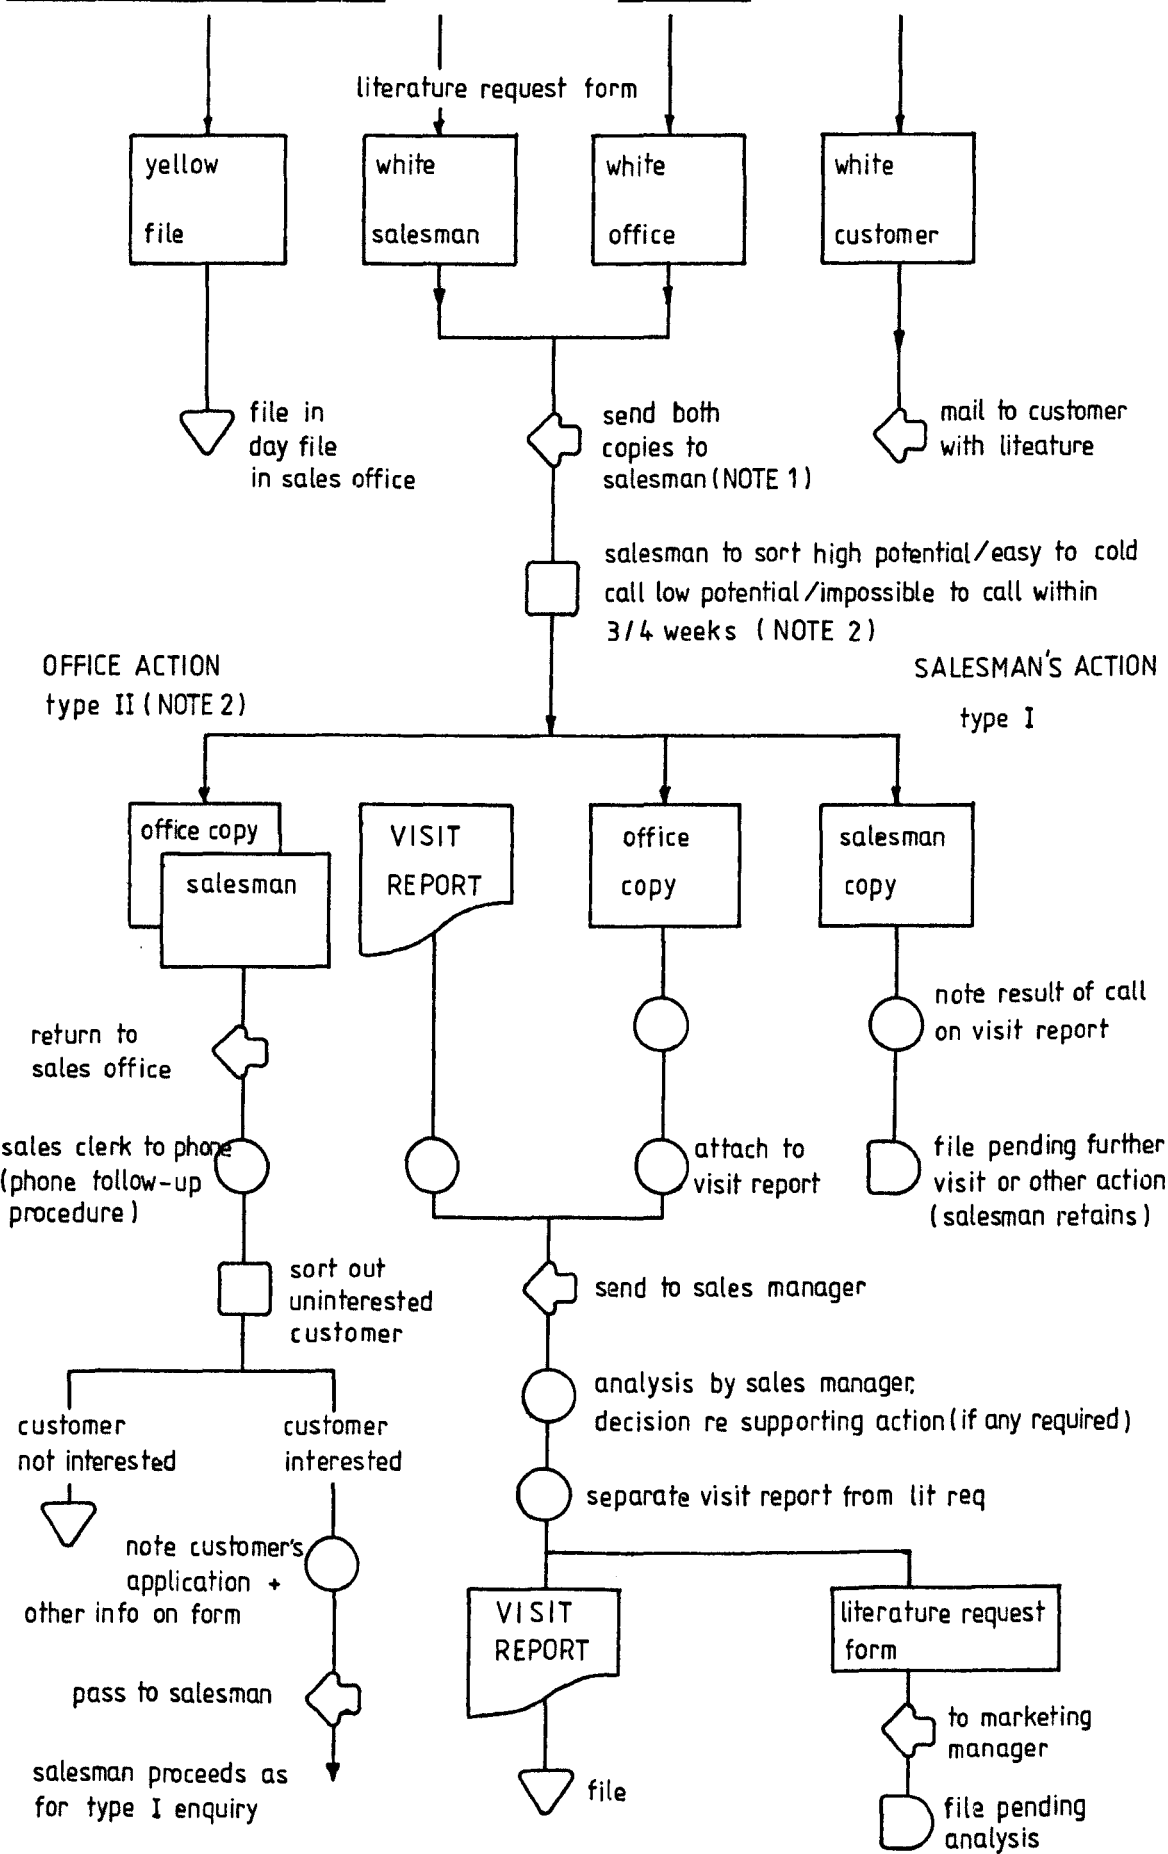 literature request form
yellow
file
white
salesman
white
office
white
customer
file in
day file
in sales office
send both
copies to
salesman (NOTE 1)
mail to customer
with liteature
salesman to sort high potential/easy to cold
call low potential/impossible to call within
3/4 weeks (NOTE 2)
OFFICE ACTION
type II (NOTE 2)
SALESMAN'S ACTION
type I
office copy
salesman
VISIT
REPORT
office
copy
salesman
copy
return to
sales office
note result of call
on visit report
sales clerk to phone
(phone follow-up
procedure)
attach to
visit report
file pending further
visit or other action
(salesman retains)
sort out
uninterested
customer
send to sales manager
analysis by sales manager,
decision re supporting action (if any required)
customer
not interested
customer
interested
separate visit report from lit req
note customer's
application +
other info on form
VISIT
REPORT
literature request
form
pass to salesman
to marketing
manager
salesman proceeds as
for type I enquiry
file
file pending
analysis